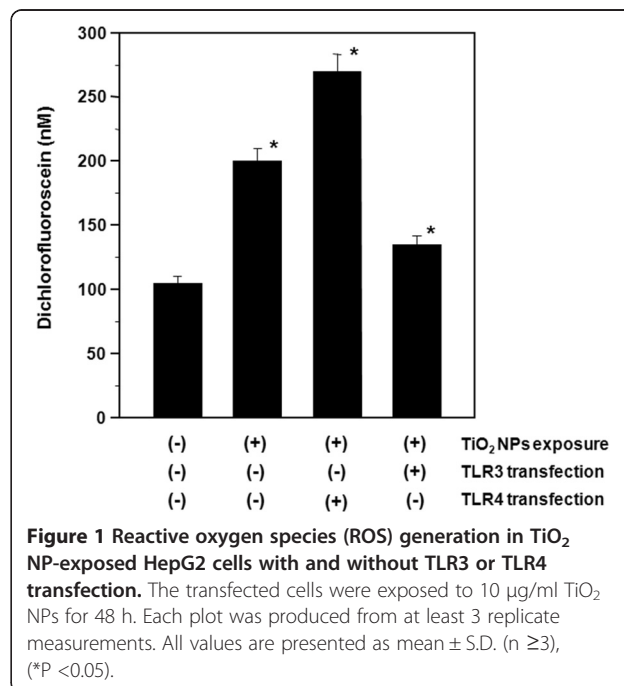 300
250
200
150
100
50
0
Dichlorofluoroscein (nM)
*
*
*
(-) (+) (+) (+) TiO₂ NPs exposure
(-) (-) (-) (+) TLR3 transfection
(-) (-) (+) (-) TLR4 transfection
Figure 1 Reactive oxygen species (ROS) generation in TiO₂
NP-exposed HepG2 cells with and without TLR3 or TLR4
transfection. The transfected cells were exposed to 10 μg/ml TiO₂
NPs for 48 h. Each plot was produced from at least 3 replicate
measurements. All values are presented as mean ± S.D. (n ≥3),
(*P <0.05).